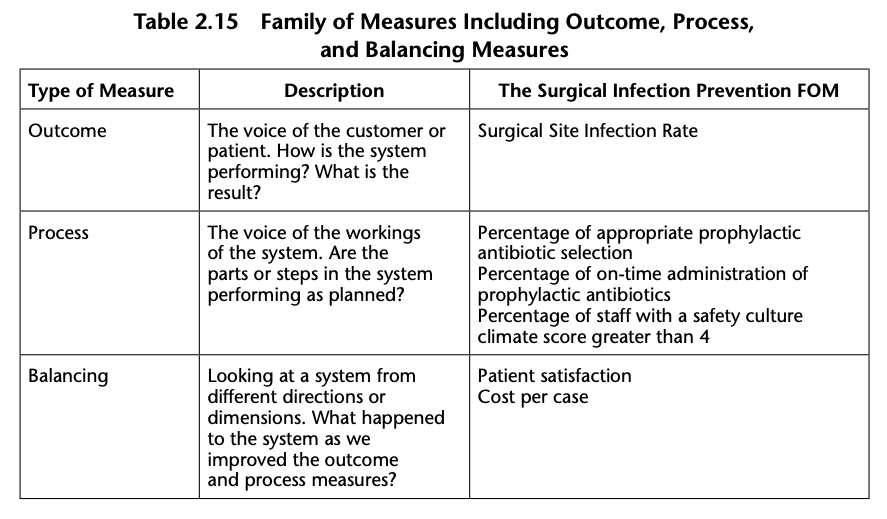 Table 2.15 Family of Measures Including Outcome, Process,
and Balancing Measures
Type of Measure
Description
The Surgical Infection Prevention FOM
Outcome
The voice of the customer or
patient. How is the system
performing? What is the
result?
Surgical Site Infection Rate
Process
The voice of the workings
of the system. Are the
parts or steps in the system
performing as planned?
Percentage of appropriate prophylactic
antibiotic selection
Percentage of on-time administration of
prophylactic antibiotics
Percentage of staff with a safety culture
climate score greater than 4
Balancing
Looking at a system from
different directions or
dimensions. What happened
to the system as we
improved the outcome
and process measures?
Patient satisfaction
Cost per case